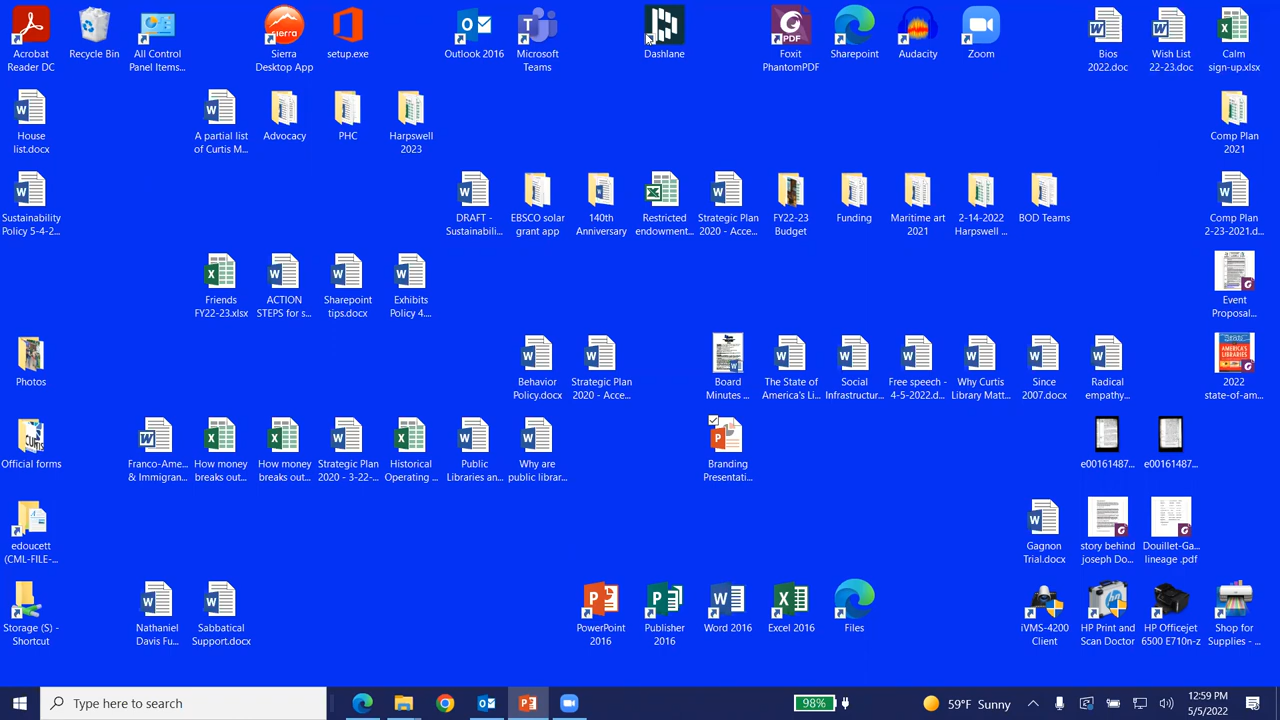 Acrobat
Reader DC
Recycle Bin
All Control
Panel Items...
Sierra
Desktop App
setup.exe
Outlook 2016
Microsoft
Teams
Dashlane
Foxit
PhantomPDF
Sharepoint
Audacity
Zoom
Bios
2022.doc
Wish List
22-23.doc
Calm
sign-up.xlsx
House
list.docx
A partial list
of Curtis M...
Advocacy
PHC
Harpswell
2023
Comp Plan
2021
Sustainability
Policy 5-4-2...
DRAFT -
Sustainabili...
EBSCO solar
grant app
140th
Anniversary
Restricted
endowment...
Strategic Plan
2020 - Acce...
FY22-23
Budget
Funding
Maritime art
2021
2-14-2022
Harpswell ...
BOD Teams
Comp Plan
2-23-2021.d...
Friends
FY22-23.xlsx
ACTION
STEPS for s...
Sharepoint
tips.docx
Exhibits
Policy 4....
Event
Proposal...
Photos
Behavior
Policy.docx
Strategic Plan
2020 - Acce...
Board
Minutes ...
The State of
America's Li...
Social
Infrastructur...
Free speech -
4-5-2022.d...
Why Curtis
Library Matt...
Since
2007.docx
Radical
empathy...
AMERICA'S
LIBRARIES
2022
state-of-am...
Official forms
Franco-Ame...
& Immigran...
How money
breaks out...
How money
breaks out...
Strategic Plan
2020 - 3-22-...
Historical
Operating ...
Public
Libraries an...
Why are
public librar...
Branding
Presentati...
e00161487...
e00161487...
edoucett
(CML-FILE-...
Gagnon
Trial.docx
story behind
joseph Do...
Douillet-Ga...
lineage .pdf
Storage (S) -
Shortcut
Nathaniel
Davis Fu...
Sabbatical
Support.docx
PowerPoint
2016
Publisher
2016
Word 2016
Excel 2016
Files
iVMS-4200
Client
HP Print and
Scan Doctor
HP Officejet
6500 E710n-z
Shop for
Supplies - ...
Type here to search
98%
59°F Sunny
12:59 PM
5/5/2022